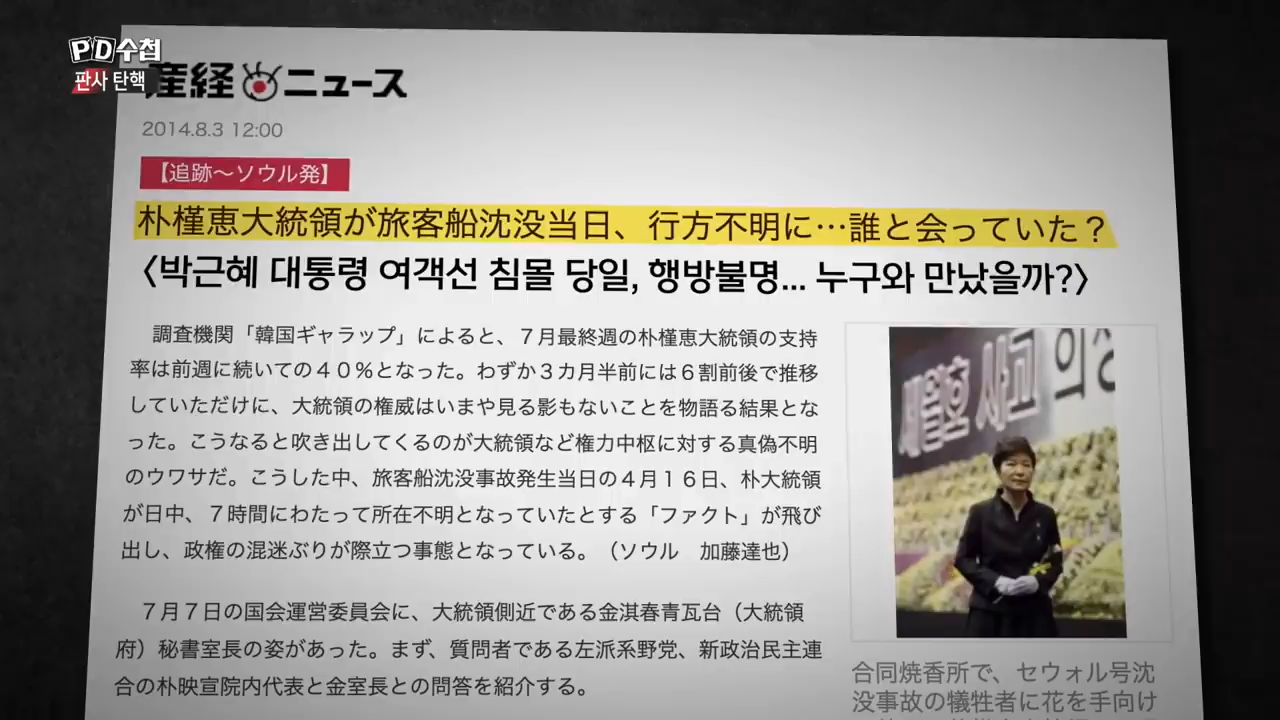 PD수첩
판사 탄핵
産経ニュース
2014.8.3 12:00
【追跡~ソウル発】
朴槿恵大統領が旅客船沈没当日、行方不明に…誰と会っていた?
〈박근혜 대통령 여객선 침몰 당일, 행방불명... 누구와 만났을까?〉
調査機関「韓国ギャラップ」によると、7月最終週の朴槿恵大統領の支持
率は前週に続いての40%となった。わずか3カ月半前には6割前後で推移
していただけに、大統領の権威はいまや見る影もないことを物語る結果とな
った。こうなると吹き出してくるのが大統領など権力中枢に対する真偽不明
のウワサだ。こうした中、旅客船沈没事故発生当日の4月16日、朴大統領
が日中、7時間にわたって所在不明となっていたとする「ファクト」が飛び
出し、政権の混迷ぶりが際立つ事態となっている。(ソウル 加藤達也)
7月7日の国会運営委員会に、大統領側近である金淇春青瓦台(大統領
府)秘書室長の姿があった。まず、質問者である左派系野党、新政治民主連
合の朴映宣院内代表と金室長との問答を紹介する。
세월호 사고 희생
合同焼香所で、セウォル号沈
没事故の犠牲者に花を手向け